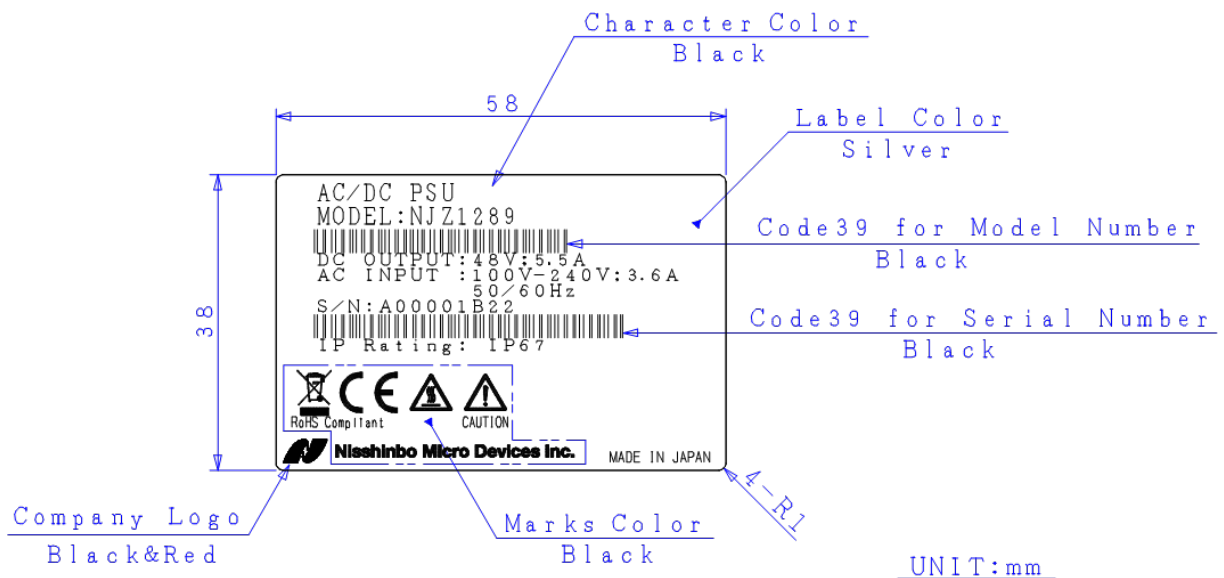 Character Color
Black
58
Label Color
Silver
38
AC/DC PSU
MODEL:NJZ1289
Code39 for Model Number
Black
DC OUTPUT:48V:5.5A
AC INPUT :100V-240V:3.6A
50/60Hz
S/N:A00001B22
Code39 for Serial Number
Black
IP Rating: IP67
RoHS Compliant
CAUTION
Nisshinbo Micro Devices Inc.
MADE IN JAPAN
4-R1
Company Logo
Black&Red
Marks Color
Black
UNIT:mm